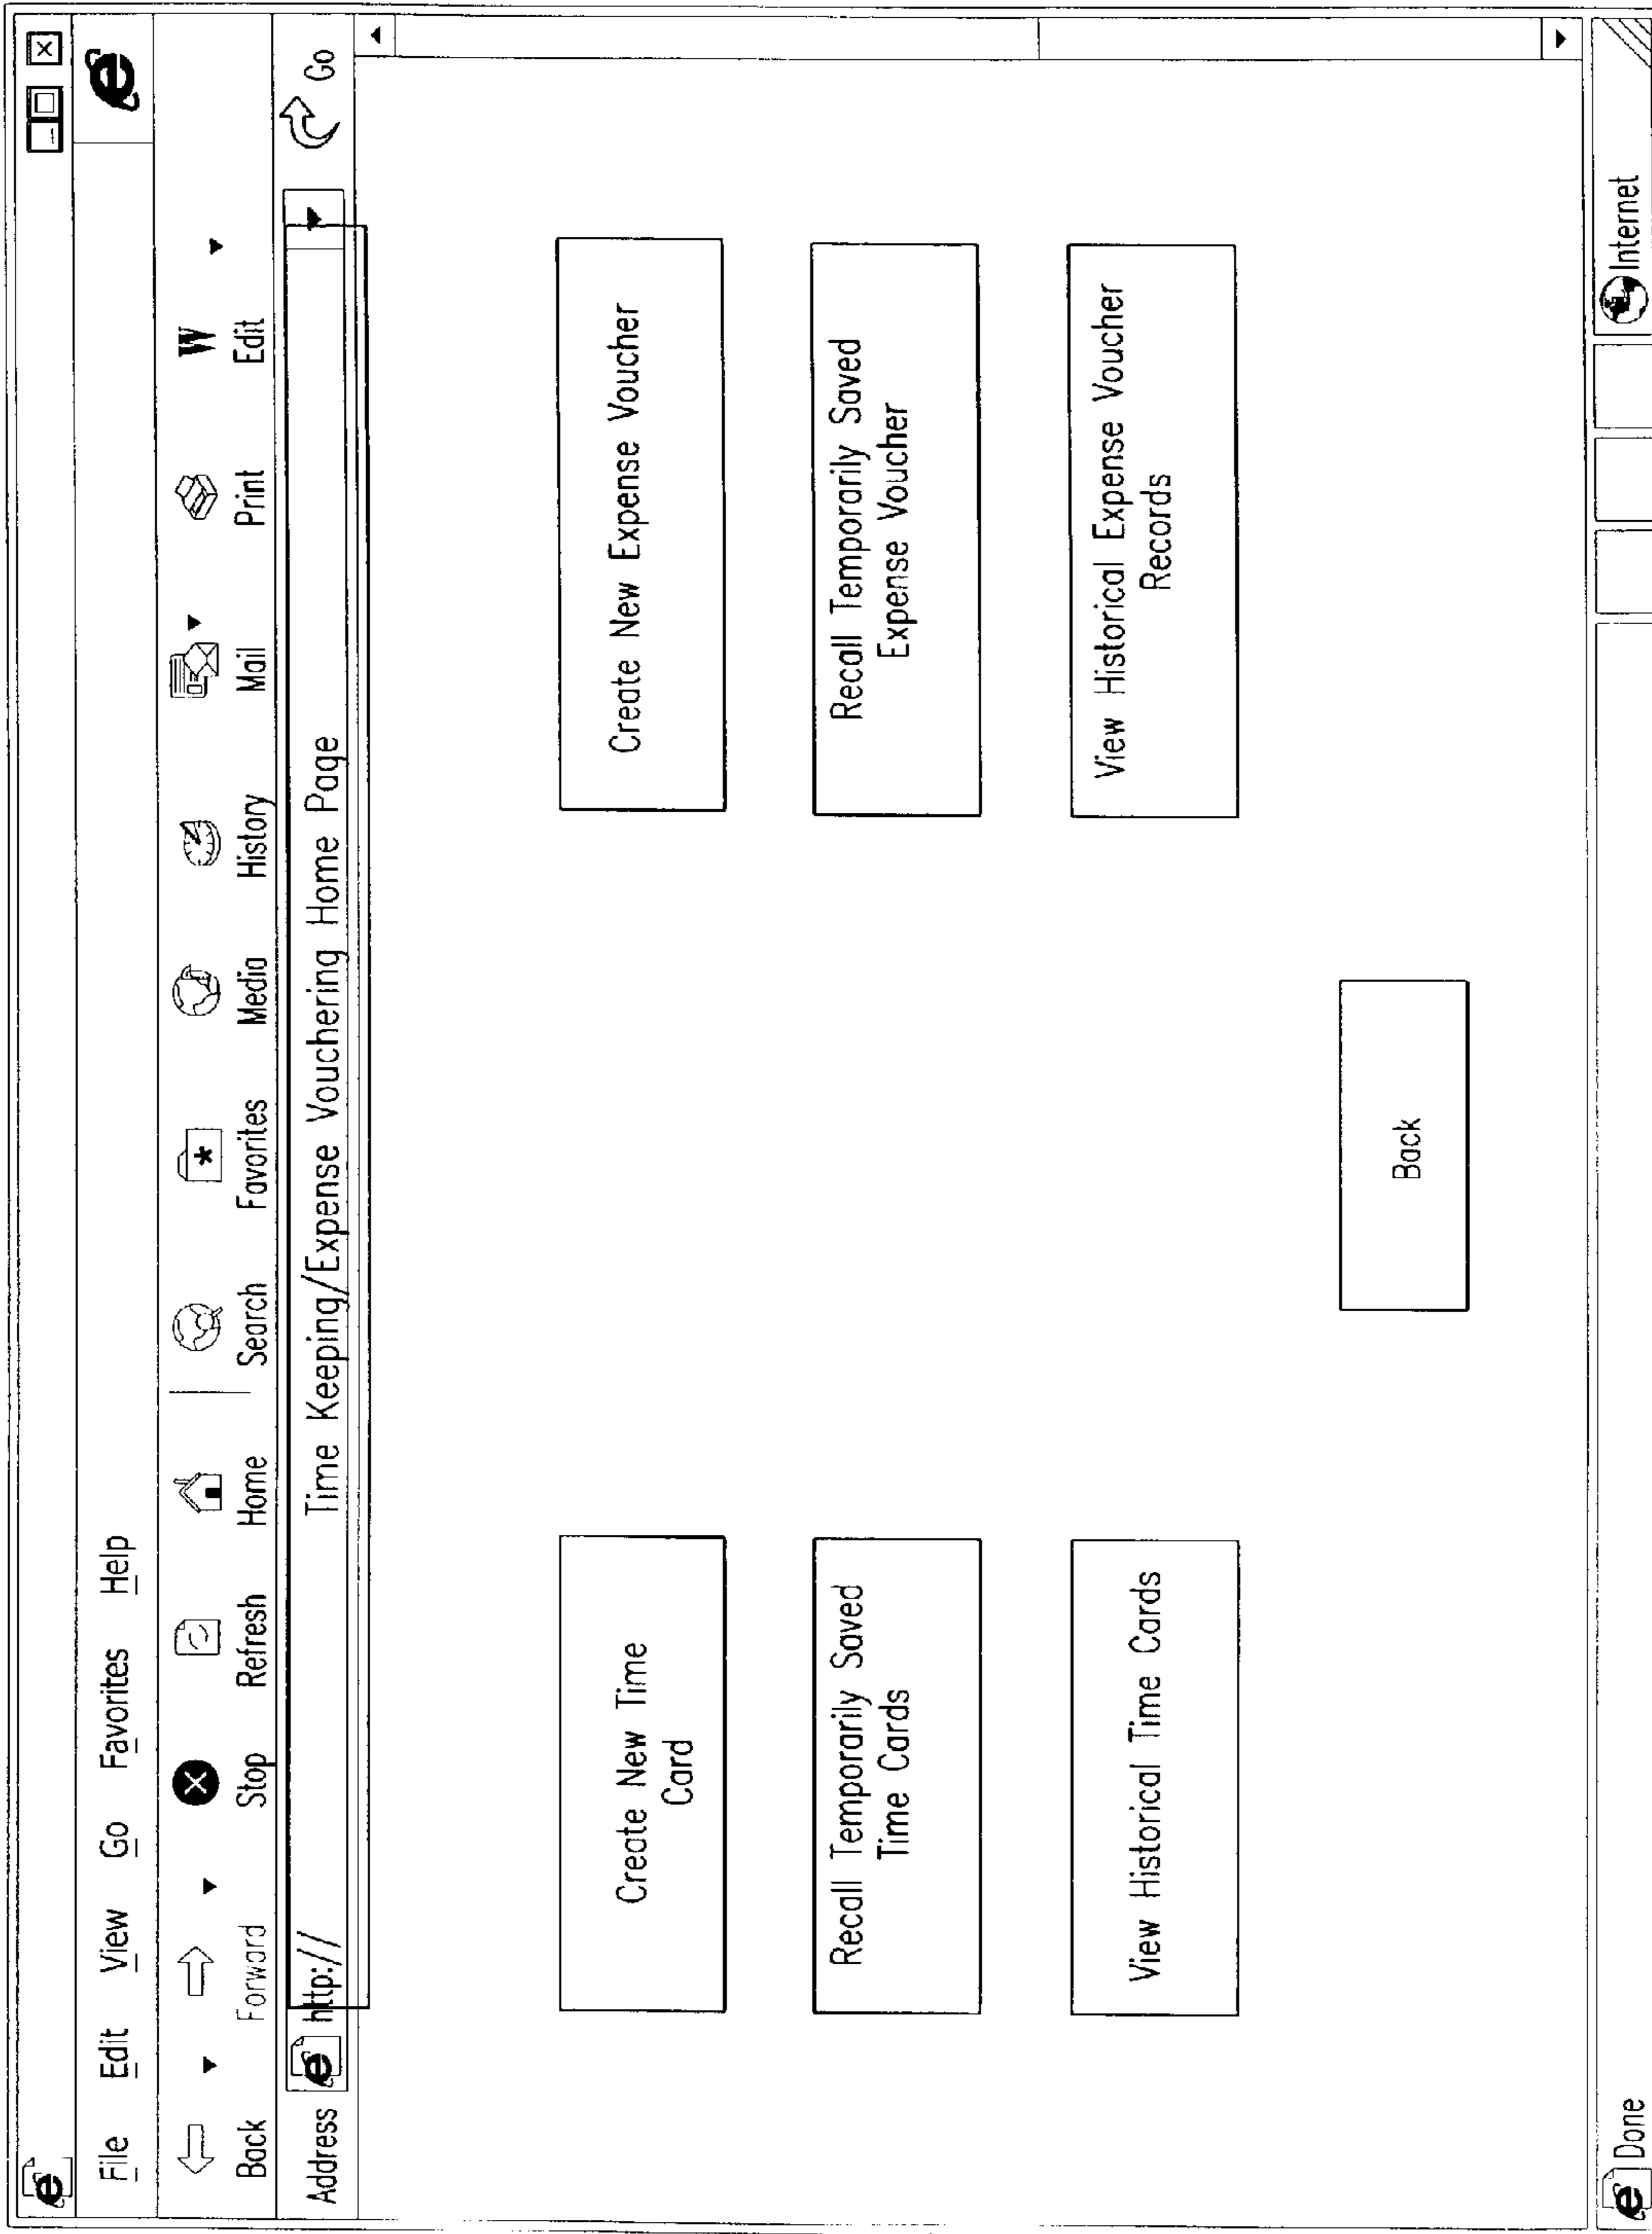 File Edit View Go Favorites Help
Back Forward Stop Refresh Home Search Favorites Media History Mail Print Edit
Address http:// Go
Time Keeping/Expense Vouchering Home Page
Create New Time
Card
Create New Expense Voucher
Recall Temporarily Saved
Time Cards
Recall Temporarily Saved
Expense Voucher
View Historical Time Cards
View Historical Expense Voucher
Records
Back
Done Internet